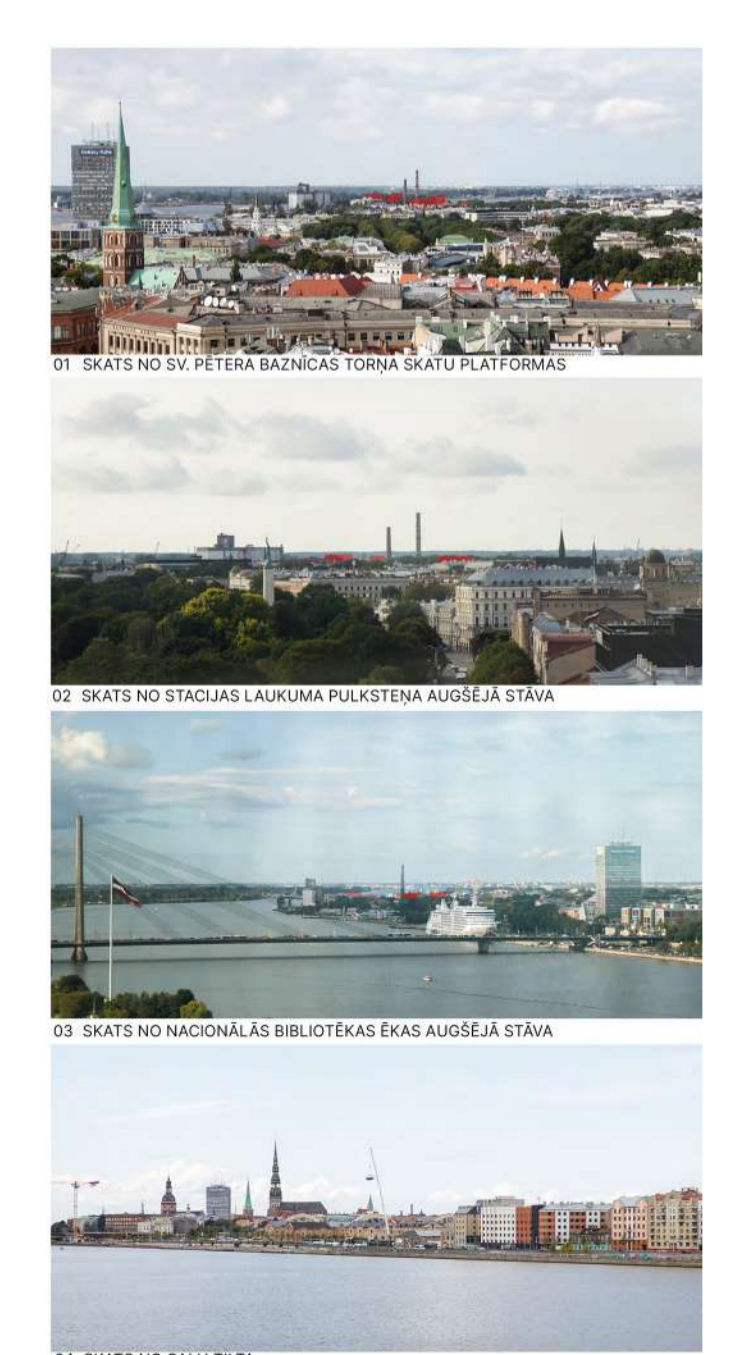 01 SKATS NO SV. PĒTERA BAZNĪCAS TORŅA SKATU PLATFORMAS
02 SKATS NO STACIJAS LAUKUMA PULKSTEŅA AUGŠĒJĀ STĀVA
03 SKATS NO NACIONĀLĀS BIBLIOTĒKAS ĒKAS AUGŠĒJĀ STĀVA